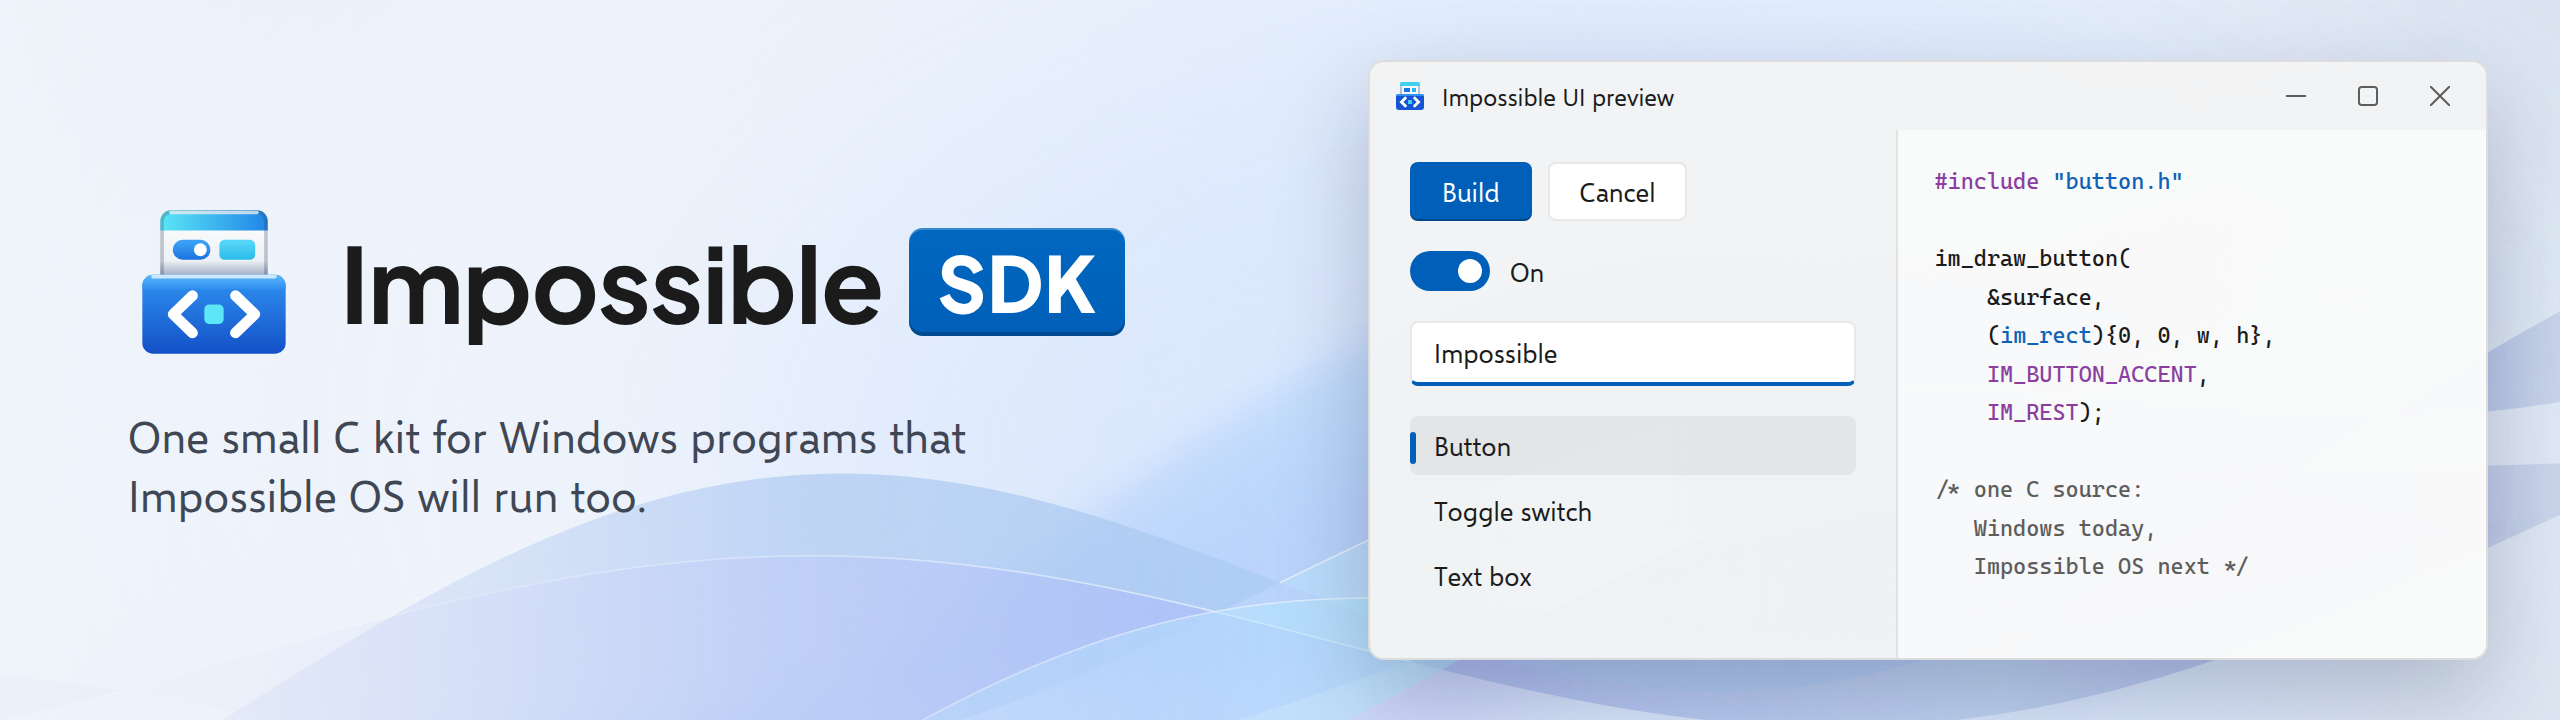 Impossible SDK
One small C kit for Windows programs that
Impossible OS will run too.
Impossible UI preview
Build
Cancel
On
Impossible
Button
Toggle switch
Text box
#include "button.h"
im_draw_button(
&surface,
(im_rect){0, 0, w, h},
IM_BUTTON_ACCENT,
IM_REST);
/* one C source:
Windows today,
Impossible OS next */